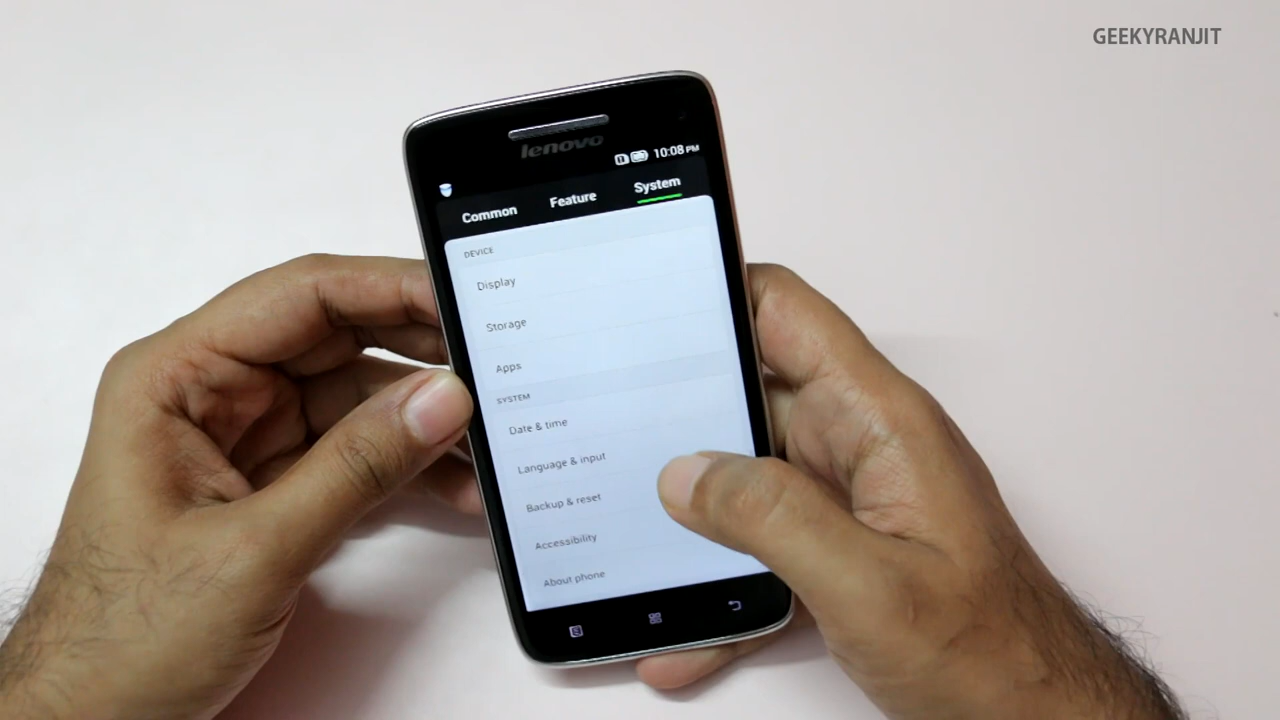 GEEKYRANJIT
lenovo
10:08 PM
Common Feature System
DEVICE
Display
Storage
Apps
SYSTEM
Date & time
Language & input
Backup & reset
Accessibility
About phone